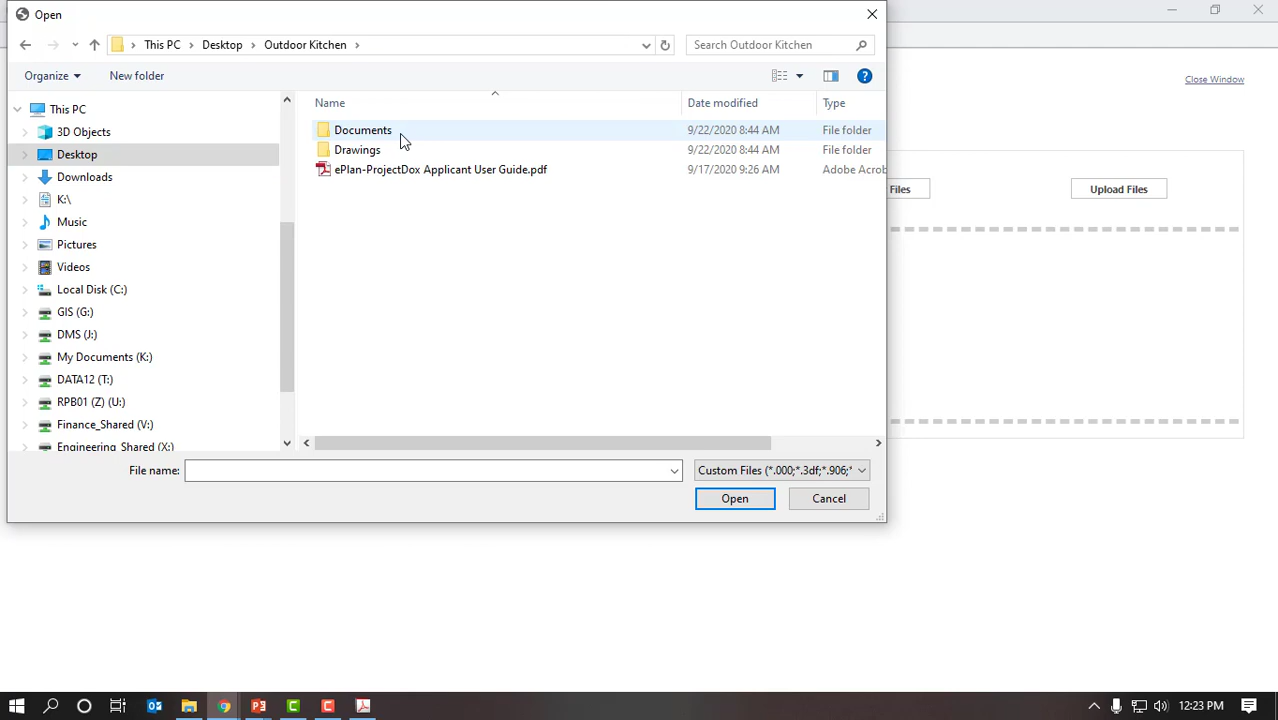 Open
This PC > Desktop > Outdoor Kitchen >
Search Outdoor Kitchen
Organize
New folder
Close Window
This PC
3D Objects
Desktop
Downloads
K:\
Music
Pictures
Videos
Local Disk (C:)
GIS (G:)
DMS (J:)
My Documents (K:)
DATA12 (T:)
RPB01 (Z) (U:)
Finance_Shared (V:)
Engineering_Shared (X:)
Name Date modified Type
Documents 9/22/2020 8:44 AM File folder
Drawings 9/22/2020 8:44 AM File folder
ePlan-ProjectDox Applicant User Guide.pdf 9/17/2020 9:26 AM Adobe Acrob
Files
Upload Files
File name:
Custom Files (*.000;*.3df;*.906;*
Open
Cancel
12:23 PM